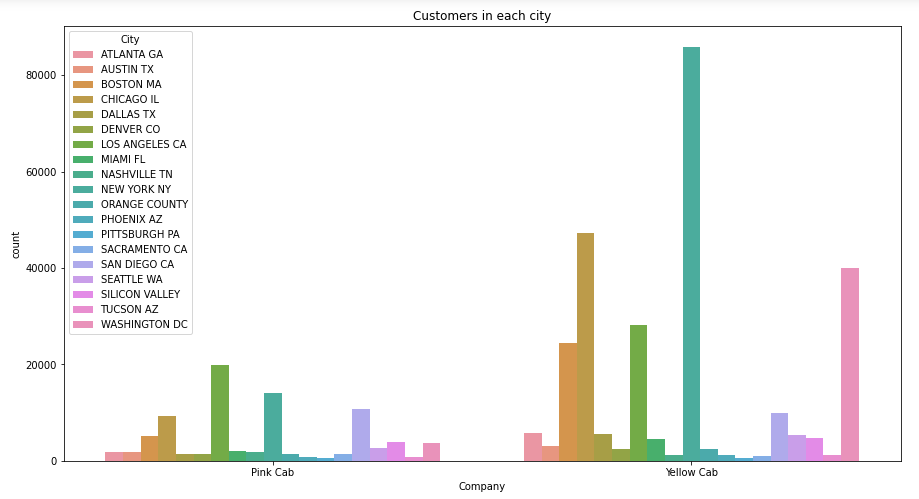 Customers in each city
City
ATLANTA GA
AUSTIN TX
BOSTON MA
CHICAGO IL
DALLAS TX
DENVER CO
LOS ANGELES CA
MIAMI FL
NASHVILLE TN
NEW YORK NY
ORANGE COUNTY
PHOENIX AZ
PITTSBURGH PA
SACRAMENTO CA
SAN DIEGO CA
SEATTLE WA
SILICON VALLEY
TUCSON AZ
WASHINGTON DC
80000
60000
40000
20000
0
count
Pink Cab
Yellow Cab
Company